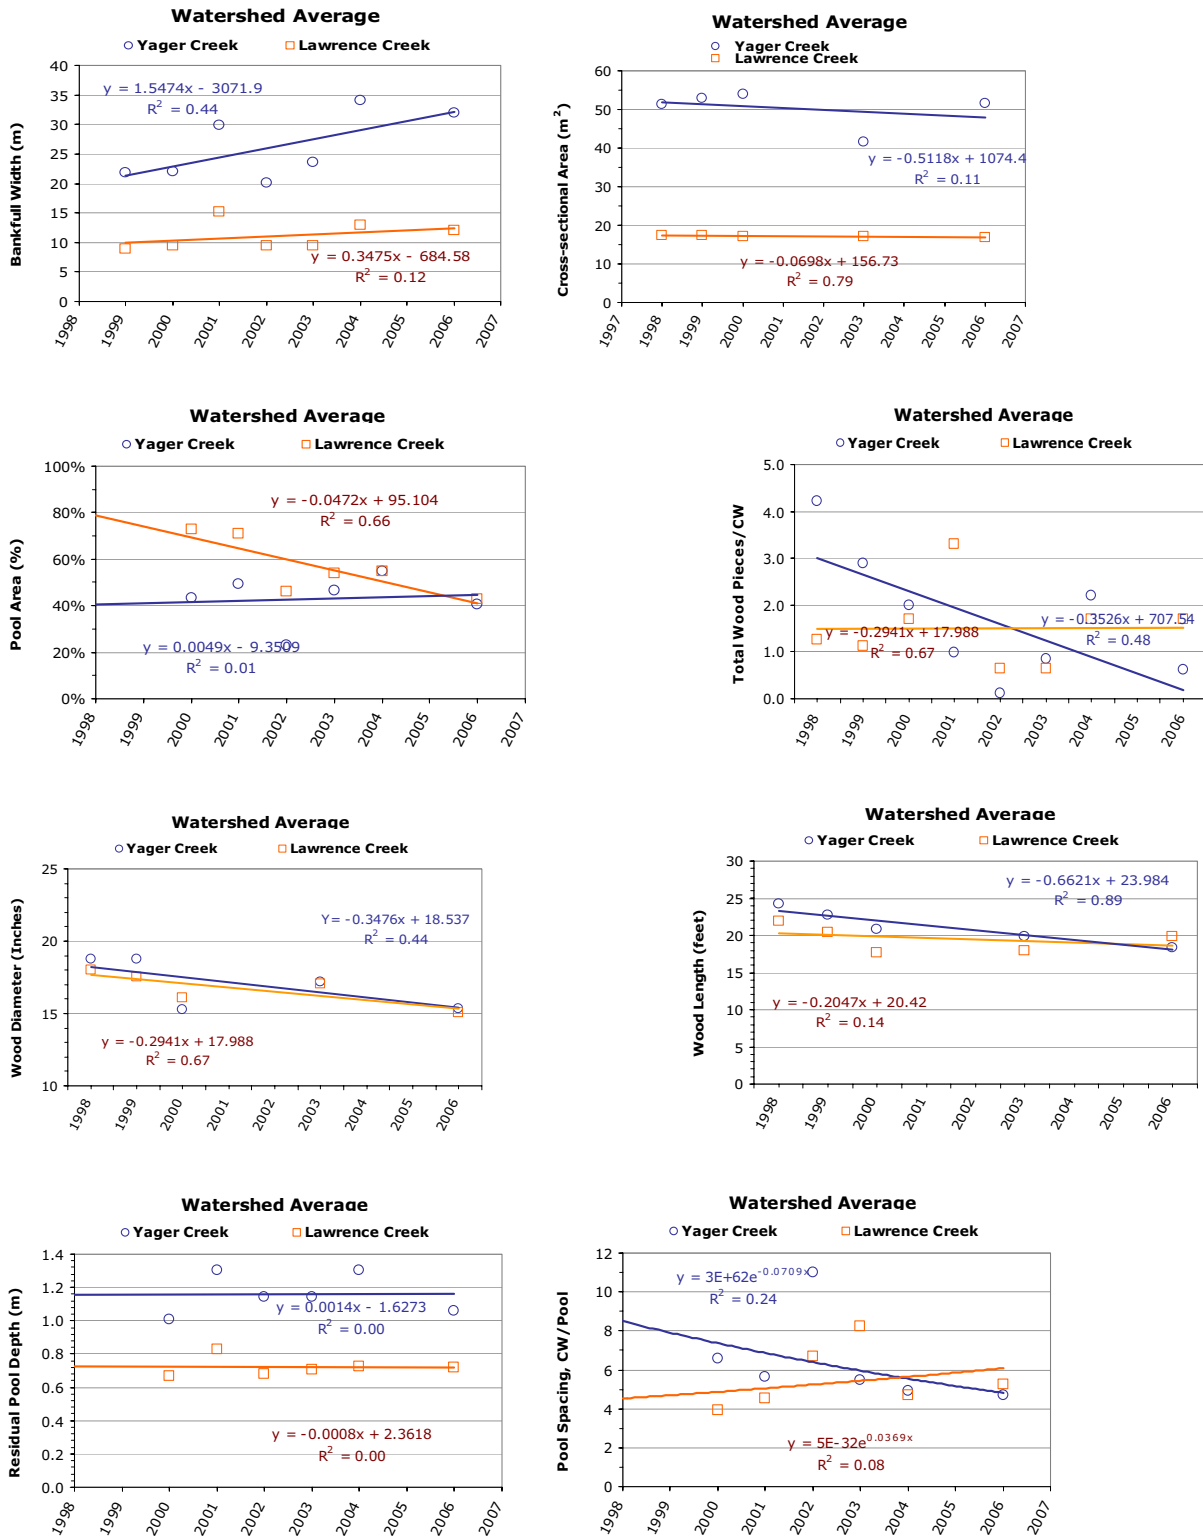 Watershed Average
Yager Creek Lawrence Creek
Bankfull Width (m)
40
35
30
25
20
15
10
5
0
y = 1.5474x - 3071.9
R² = 0.44
y = 0.3475x - 684.58
R² = 0.12
1998 1999 2000 2001 2002 2003 2004 2005 2006 2007
Watershed Average
Yager Creek
Lawrence Creek
Cross-sectional Area (m²)
60
50
40
30
20
10
0
y = -0.5118x + 1074.4
R² = 0.11
y = -0.0698x + 156.73
R² = 0.79
1997 1998 1999 2000 2001 2002 2003 2004 2005 2006 2007
Watershed Average
Yager Creek Lawrence Creek
Pool Area (%)
100%
80%
60%
40%
20%
0%
y = -0.0472x + 95.104
R² = 0.66
y = 0.0049x - 9.3509
R² = 0.01
1998 1999 2000 2001 2002 2003 2004 2005 2006 2007
Watershed Average
Yager Creek Lawrence Creek
Total Wood Pieces/CW
5.0
4.0
3.0
2.0
1.0
0.0
y = -0.3526x + 707.54
R² = 0.48
y = -0.2941x + 17.988
R² = 0.67
1998 1999 2000 2001 2002 2003 2004 2005 2006
Watershed Average
Yager Creek Lawrence Creek
Wood Diameter (Inches)
25
20
15
10
Y= -0.3476x + 18.537
R² = 0.44
y = -0.2941x + 17.988
R² = 0.67
1998 1999 2000 2001 2002 2003 2004 2005 2006
Watershed Average
Yager Creek Lawrence Creek
Wood Length (feet)
30
25
20
15
10
5
0
y = -0.6621x + 23.984
R² = 0.89
y = -0.2047x + 20.42
R² = 0.14
1998 1999 2000 2001 2002 2003 2004 2005 2006
Watershed Average
Yager Creek Lawrence Creek
Residual Pool Depth (m)
1.4
1.2
1.0
0.8
0.6
0.4
0.2
0.0
y = 0.0014x - 1.6273
R² = 0.00
y = -0.0008x + 2.3618
R² = 0.00
1998 1999 2000 2001 2002 2003 2004 2005 2006 2007
Watershed Average
Yager Creek Lawrence Creek
Pool Spacing, CW/Pool
12
10
8
6
4
2
0
y = 3E+62e^-0.0709x
R² = 0.24
y = 5E-32e^0.0369x
R² = 0.08
1998 1999 2000 2001 2002 2003 2004 2005 2006 2007